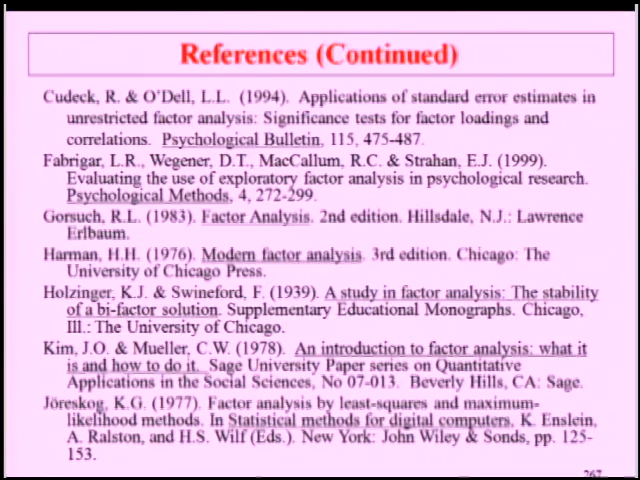 References (Continued)
Cudeck, R. & O'Dell, L.L. (1994). Applications of standard error estimates in
unrestricted factor analysis: Significance tests for factor loadings and
correlations. Psychological Bulletin, 115, 475-487.
Fabrigar, L.R., Wegener, D.T., MacCallum, R.C. & Strahan, E.J. (1999).
Evaluating the use of exploratory factor analysis in psychological research.
Psychological Methods, 4, 272-299.
Gorsuch, R.L. (1983). Factor Analysis. 2nd edition. Hillsdale, N.J.: Lawrence
Erlbaum.
Harman, H.H. (1976). Modern factor analysis. 3rd edition. Chicago: The
University of Chicago Press.
Holzinger, K.J. & Swineford, F. (1939). A study in factor analysis: The stability
of a bi-factor solution. Supplementary Educational Monographs. Chicago,
Ill.: The University of Chicago.
Kim, J.O. & Mueller, C.W. (1978). An introduction to factor analysis: what it
is and how to do it. Sage University Paper series on Quantitative
Applications in the Social Sciences, No 07-013. Beverly Hills, CA: Sage.
Jöreskog, K.G. (1977). Factor analysis by least-squares and maximum-
likelihood methods. In Statistical methods for digital computers, K. Enslein,
A. Ralston, and H.S. Wilf (Eds.). New York: John Wiley & Sonds, pp. 125-
153.
267